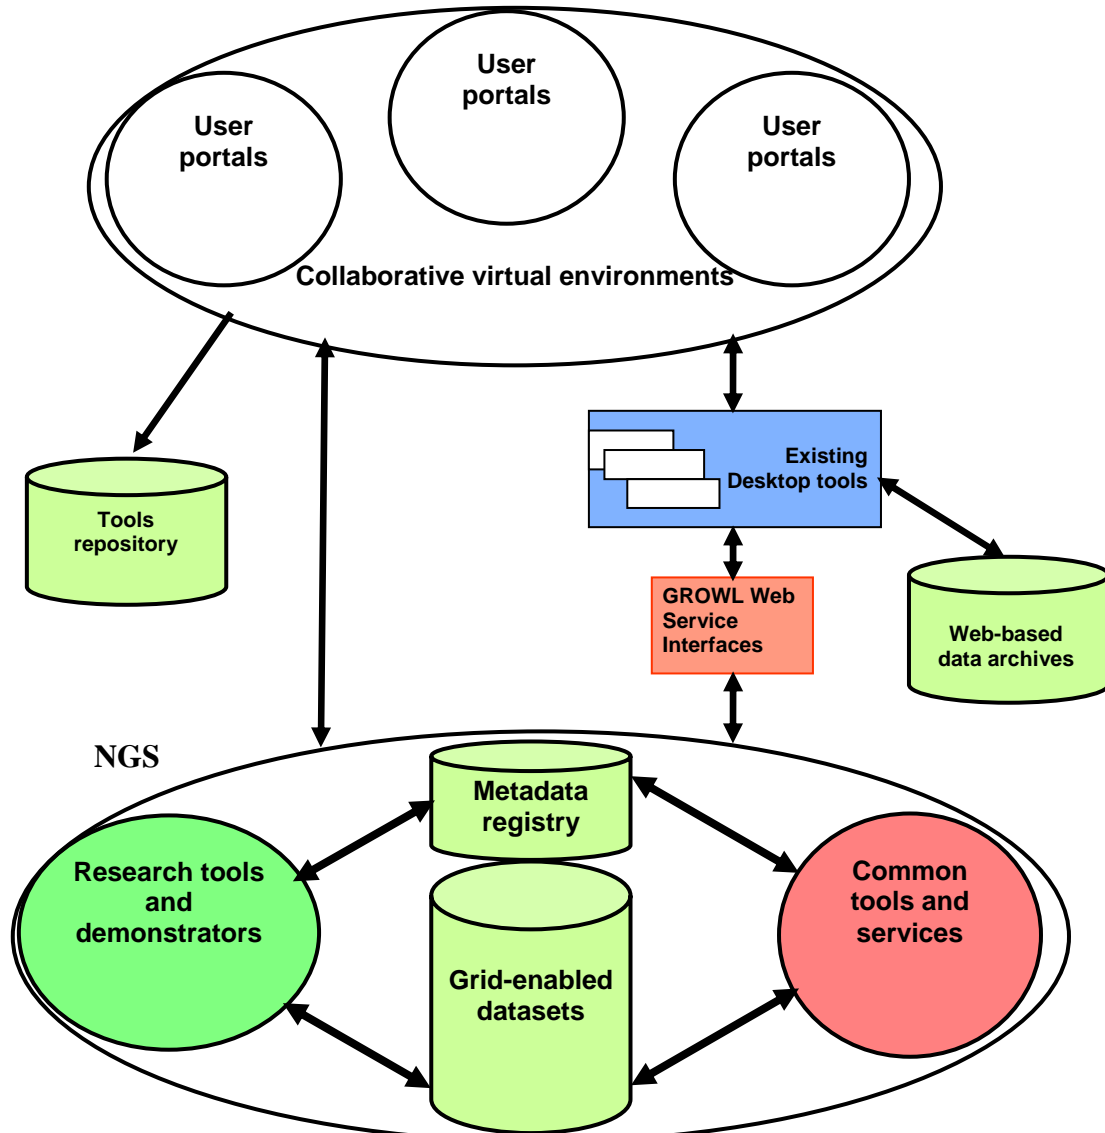 User
portals
User
portals
User
portals
Collaborative virtual environments
Existing
Desktop tools
Tools
repository
GROWL Web
Service
Interfaces
Web-based
data archives
NGS
Metadata
registry
Research tools
and
demonstrators
Common
tools and
services
Grid-enabled
datasets